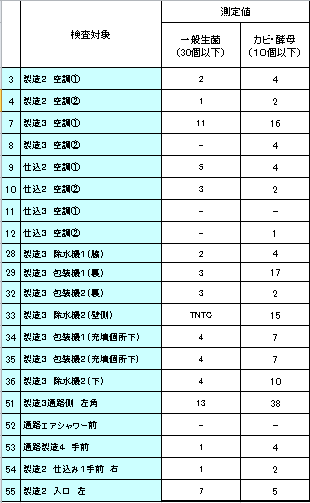 検査対象 測定値
一般生菌 カビ・酵母
(30個以下) (10個以下)
3 製造2 空調① 2 4
4 製造2 空調② 1 2
7 製造3 空調① 11 16
8 製造3 空調② - 4
9 仕込2 空調① 5 4
10 仕込2 空調② 3 2
11 仕込3 空調① - -
12 仕込3 空調② - 1
28 製造3 除水機1(脇) 2 4
29 製造3 包装機1(裏) 3 17
32 製造3 包装機2(裏) 3 2
33 製造3 除水機2(壁側) TNTC 15
34 製造3 包装機1(充填個所下) 4 7
35 製造3 包装機2(充填個所下) 4 7
36 製造3 除水機2(下) 4 10
51 製造3通路側 左角 13 38
52 通路エアシャワー前 - -
53 通路製造4 手前 1 4
54 製造2 仕込み1手前 右 1 2
55 製造2 入口 左 7 5